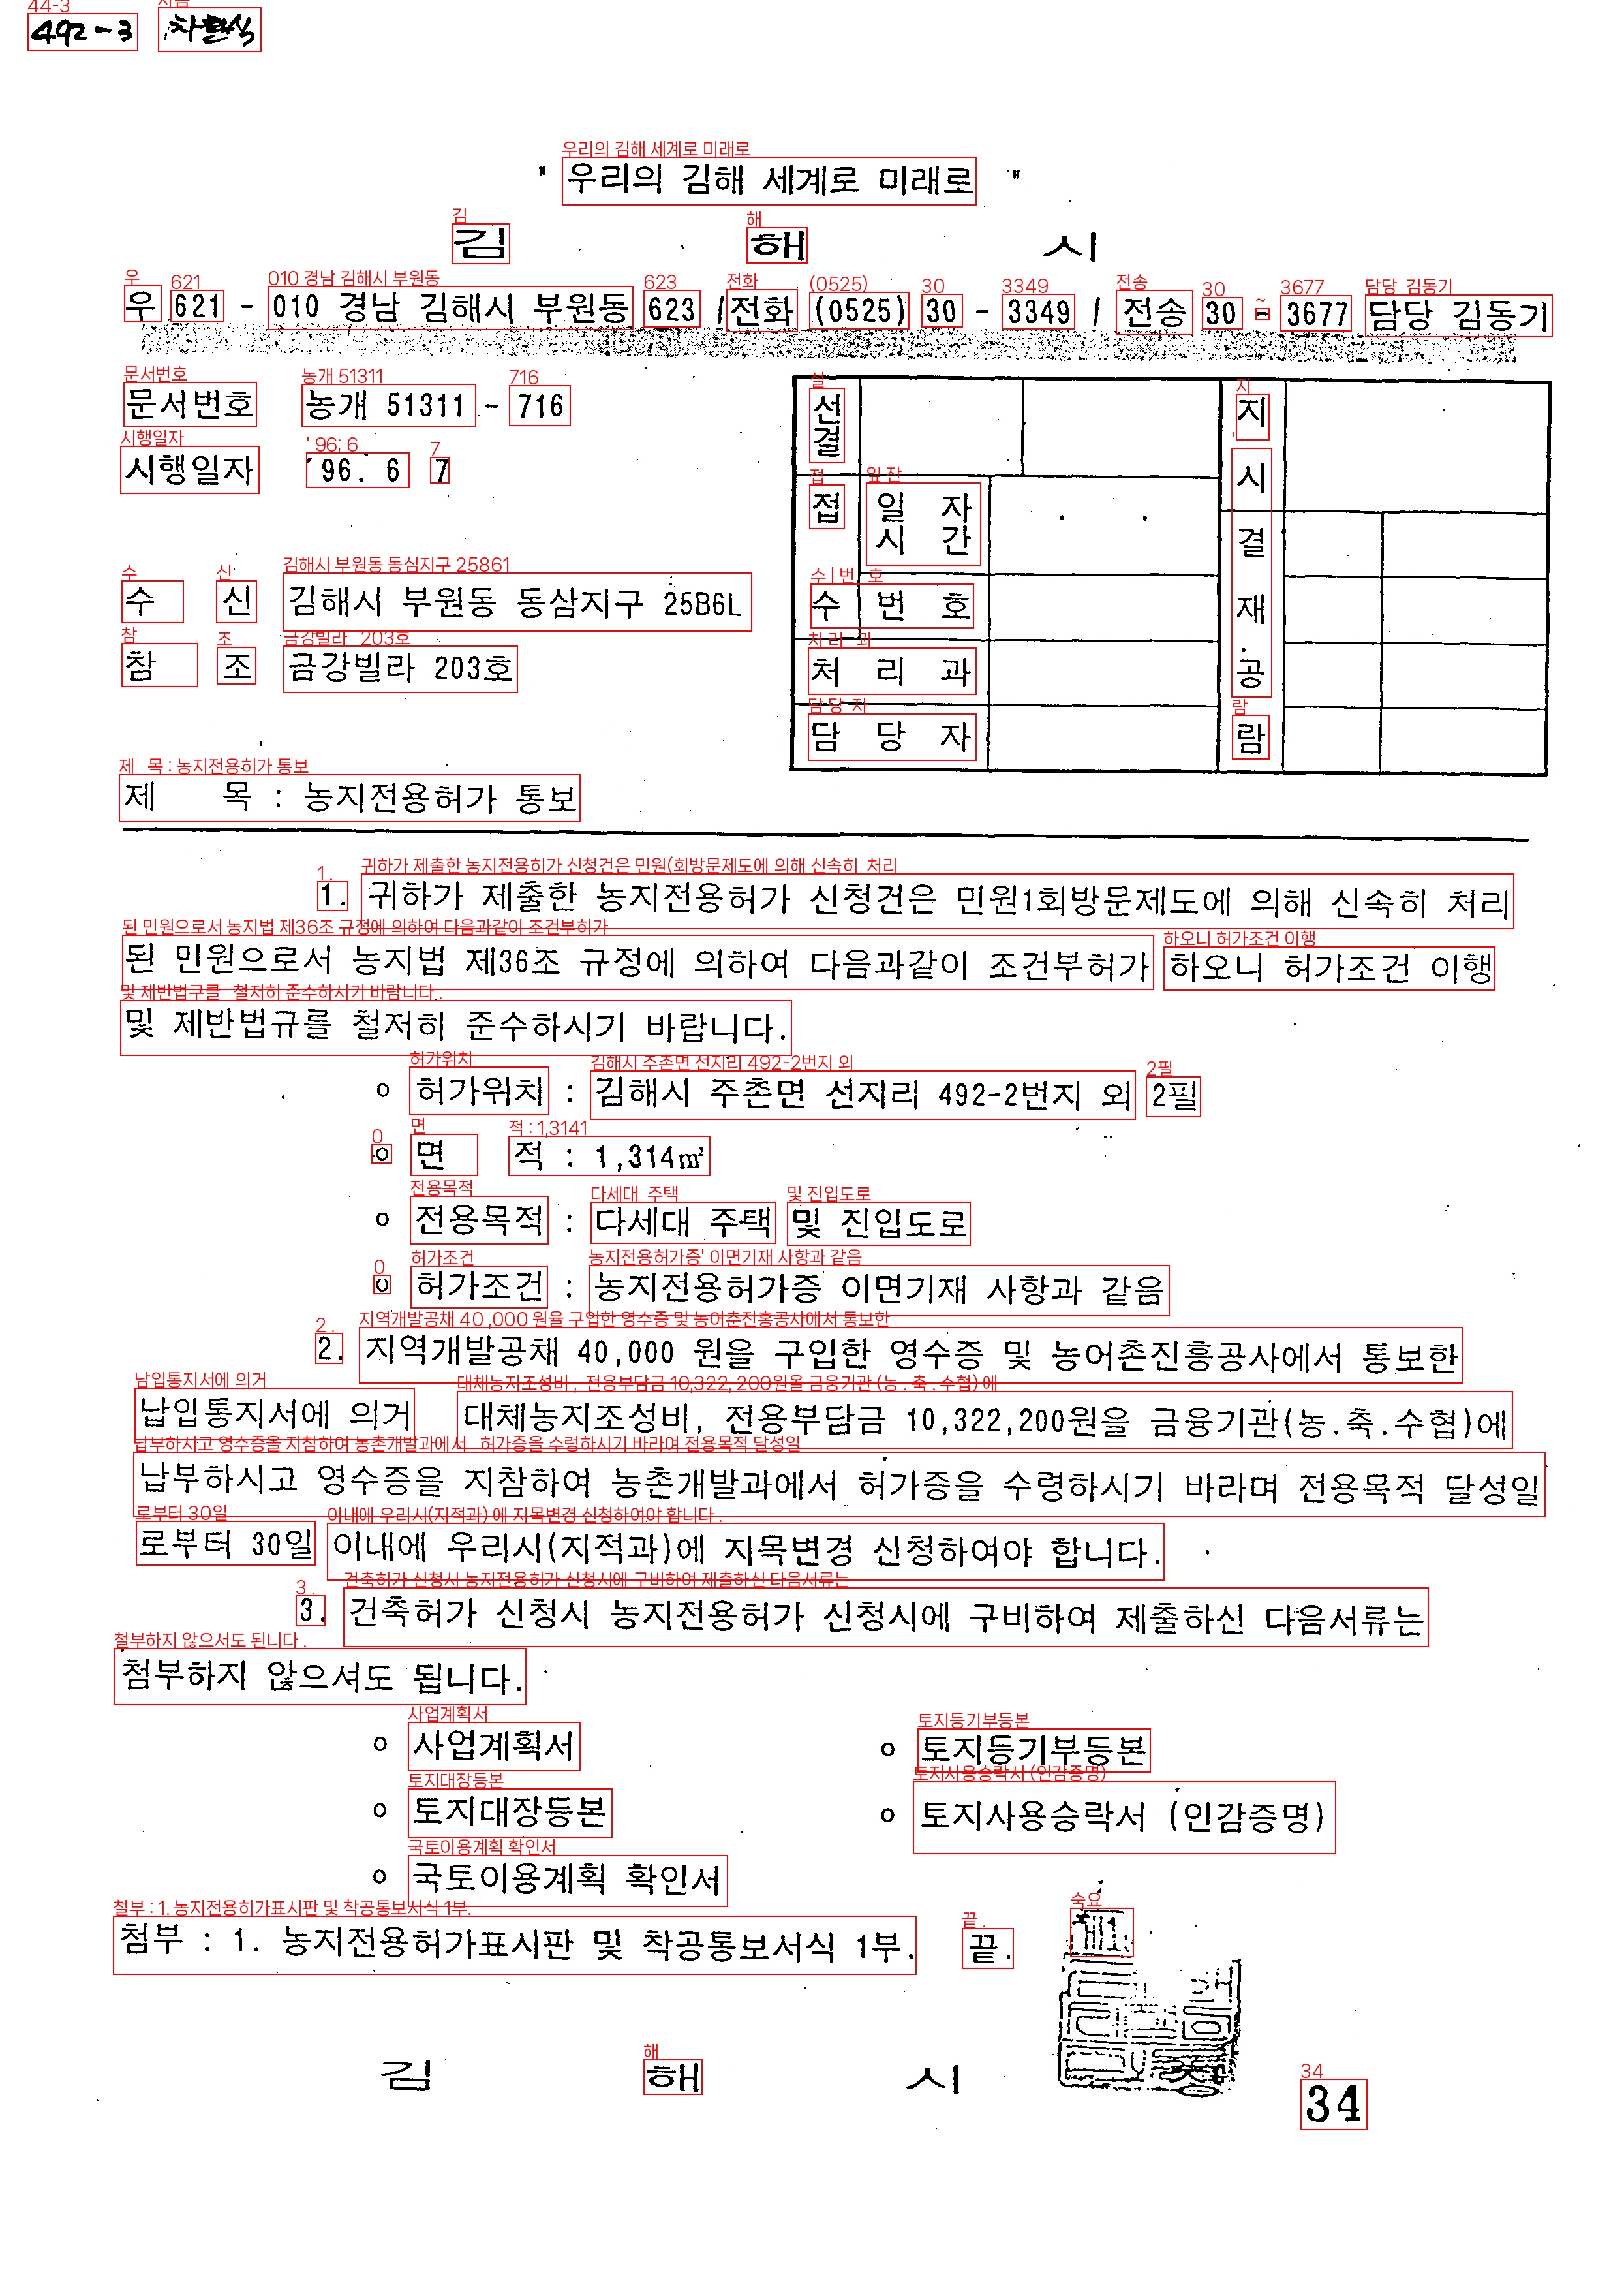 492-3 차현식
" 우리의 김해 세계로 미래로 "
김 해 시
우 621 - 010 경남 김해시 부원동 623 /전화 (0525) 30 - 3349 / 전송 30 - 3677 담당 김동기
문서번호 농개 51311 - 716
시행일자 '96. 6 7
수 신 김해시 부원동 동삼지구 25B6L
참 조 금강빌라 203호
선결
접수
일 자
시 간
번 호
처 리 과
담 당 자
지시
결재.공람
제 목 : 농지전용허가 통보
1. 귀하가 제출한 농지전용허가 신청건은 민원1회방문제도에 의해 신속히 처리
된 민원으로서 농지법 제36조 규정에 의하여 다음과같이 조건부허가 하오니 허가조건 이행
및 제반법규를 철저히 준수하시기 바랍니다.
o 허가위치 : 김해시 주촌면 선지리 492-2번지 외 2필
o 면 적 : 1,314㎡
o 전용목적 : 다세대 주택 및 진입도로
o 허가조건 : 농지전용허가증 이면기재 사항과 같음
2. 지역개발공채 40,000 원을 구입한 영수증 및 농어촌진흥공사에서 통보한
납입통지서에 의거 대체농지조성비, 전용부담금 10,322,200원을 금융기관(농.축.수협)에
납부하시고 영수증을 지참하여 농촌개발과에서 허가증을 수령하시기 바라며 전용목적 달성일
로부터 30일 이내에 우리시(지적과)에 지목변경 신청하여야 합니다.
3. 건축허가 신청시 농지전용허가 신청시에 구비하여 제출하신 다음서류는
첨부하지 않으셔도 됩니다.
o 사업계획서 o 토지등기부등본
o 토지대장등본 o 토지사용승락서 (인감증명)
o 국토이용계획 확인서
첨부 : 1. 농지전용허가표시판 및 착공통보서식 1부. 끝.
김 해 시 장
34